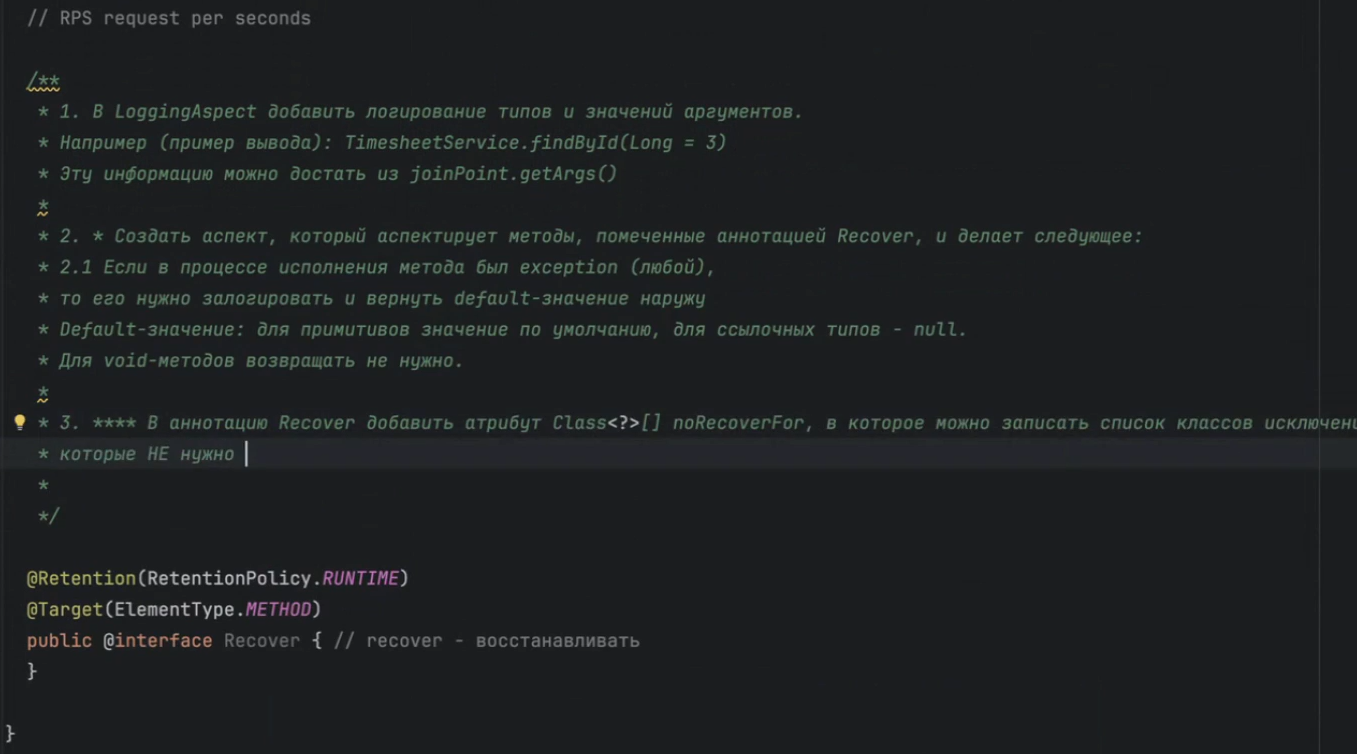 // RPS request per seconds
/**
* 1. В LoggingAspect добавить логирование типов и значений аргументов.
* Например (пример вывода): TimesheetService.findById(Long = 3)
* Эту информацию можно достать из joinPoint.getArgs()
*
* 2. * Создать аспект, который аспектирует методы, помеченные аннотацией Recover, и делает следующее:
* 2.1 Если в процессе исполнения метода был exception (любой),
* то его нужно залогировать и вернуть default-значение наружу
* Default-значение: для примитивов значение по умолчанию, для ссылочных типов - null.
* Для void-методов возвращать не нужно.
*
* 3. **** В аннотацию Recover добавить атрибут Class<?>[] noRecoverFor, в которое можно записать список классов
* которые НЕ нужно
*
*/
@Retention(RetentionPolicy.RUNTIME)
@Target(ElementType.METHOD)
public @interface Recover { // recover - восстанавливать
}
}